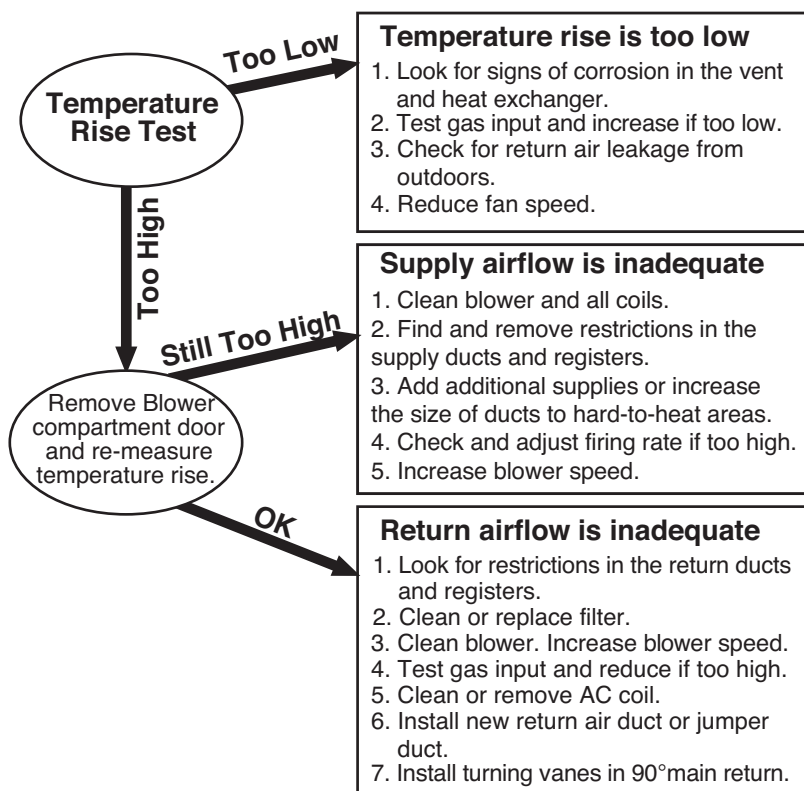 Temperature
Rise Test
Too Low
Temperature rise is too low
1. Look for signs of corrosion in the vent
and heat exchanger.
2. Test gas input and increase if too low.
3. Check for return air leakage from
outdoors.
4. Reduce fan speed.
Too High
Remove Blower
compartment door
and re-measure
temperature rise.
Still Too High
Supply airflow is inadequate
1. Clean blower and all coils.
2. Find and remove restrictions in the
supply ducts and registers.
3. Add additional supplies or increase
the size of ducts to hard-to-heat areas.
4. Check and adjust firing rate if too high.
5. Increase blower speed.
OK
Return airflow is inadequate
1. Look for restrictions in the return ducts
and registers.
2. Clean or replace filter.
3. Clean blower. Increase blower speed.
4. Test gas input and reduce if too high.
5. Clean or remove AC coil.
6. Install new return air duct or jumper
duct.
7. Install turning vanes in 90°main return.